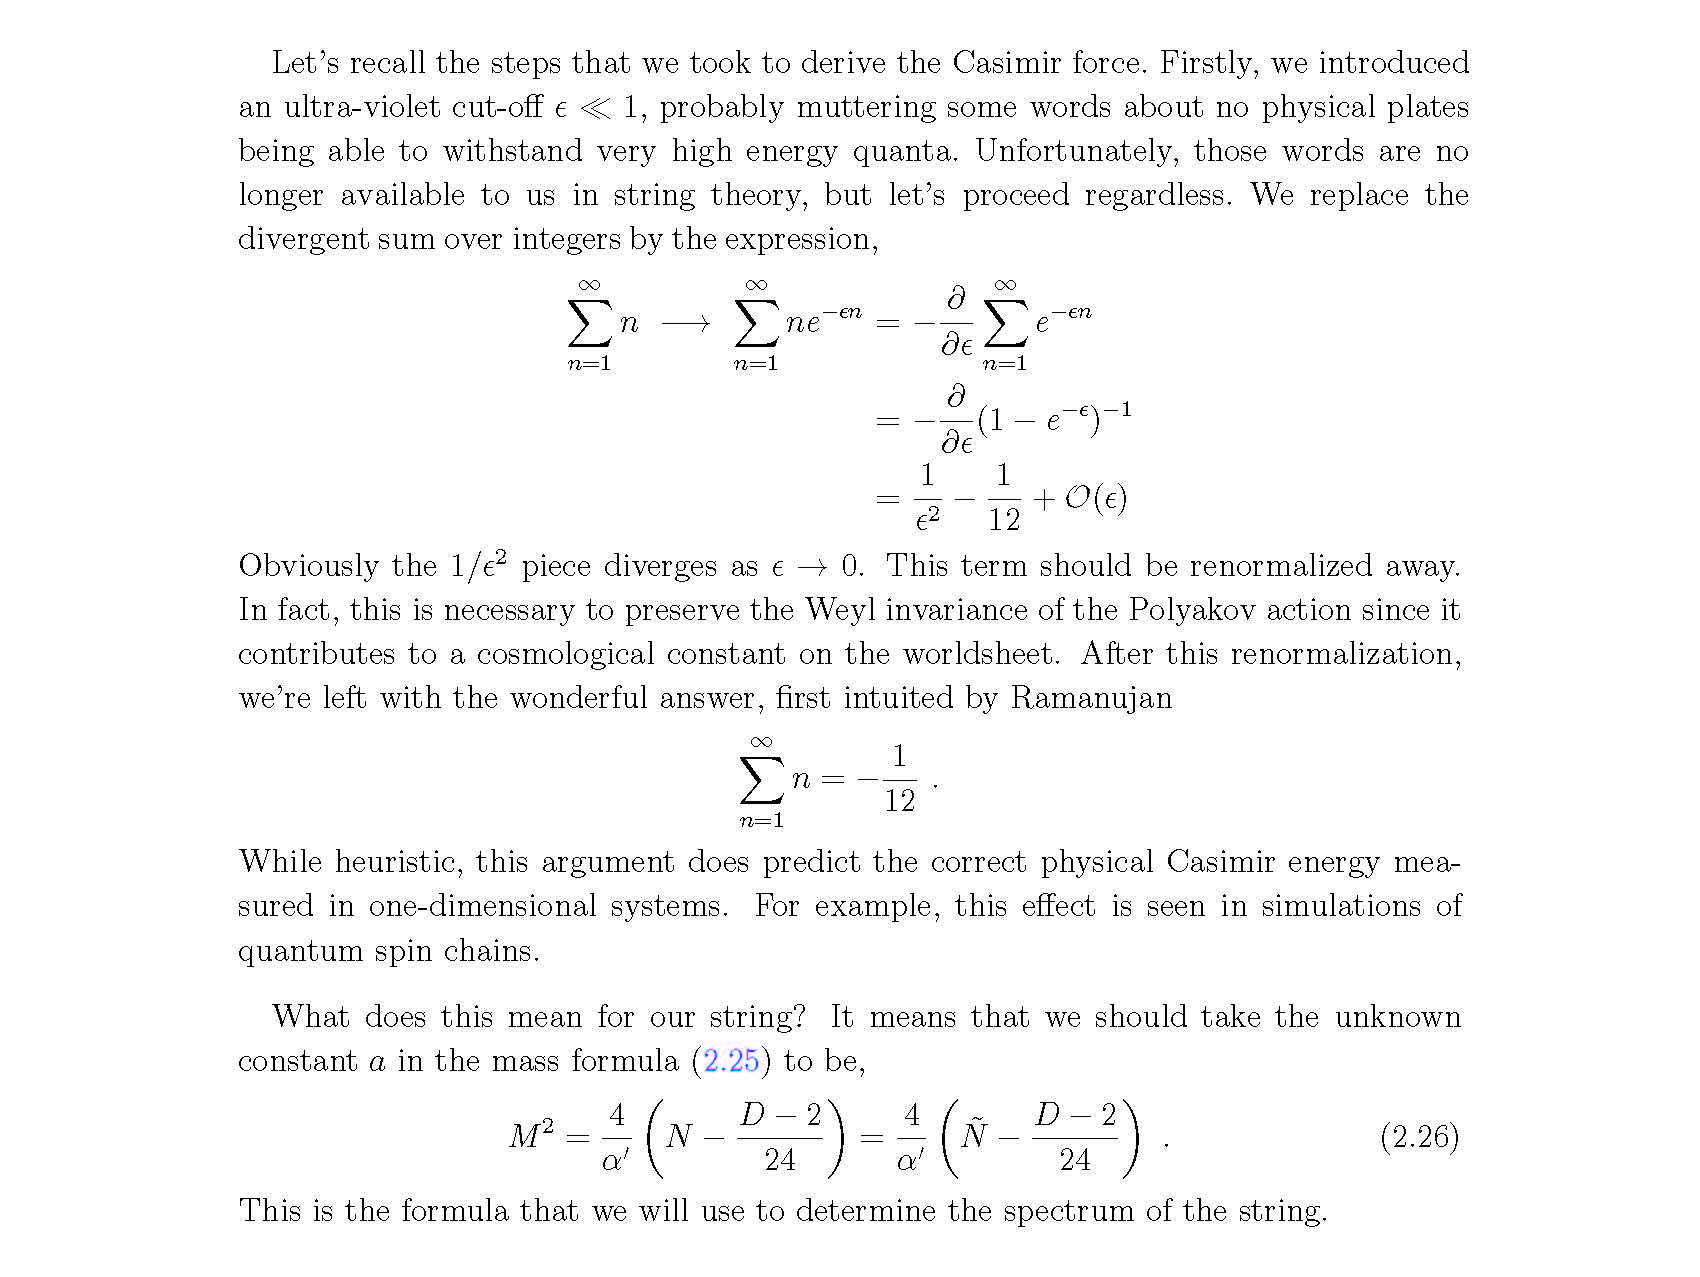 Let's recall the steps that we took to derive the Casimir force. Firstly, we introduced
an ultra-violet cut-off ϵ ≪ 1, probably muttering some words about no physical plates
being able to withstand very high energy quanta. Unfortunately, those words are no
longer available to us in string theory, but let's proceed regardless. We replace the
divergent sum over integers by the expression,
\sum_{n=1}^{\infty} n \longrightarrow \sum_{n=1}^{\infty} n e^{-\epsilon n} = -\frac{\partial}{\partial \epsilon} \sum_{n=1}^{\infty} e^{-\epsilon n}
= -\frac{\partial}{\partial \epsilon} (1 - e^{-\epsilon})^{-1}
= \frac{1}{\epsilon^2} - \frac{1}{12} + \mathcal{O}(\epsilon)
Obviously the 1/ϵ² piece diverges as ϵ → 0. This term should be renormalized away.
In fact, this is necessary to preserve the Weyl invariance of the Polyakov action since it
contributes to a cosmological constant on the worldsheet. After this renormalization,
we're left with the wonderful answer, first intuited by Ramanujan
\sum_{n=1}^{\infty} n = -\frac{1}{12} .
While heuristic, this argument does predict the correct physical Casimir energy mea-
sured in one-dimensional systems. For example, this effect is seen in simulations of
quantum spin chains.
What does this mean for our string? It means that we should take the unknown
constant a in the mass formula (2.25) to be,
M^2 = \frac{4}{\alpha'} \left( N - \frac{D-2}{24} \right) = \frac{4}{\alpha'} \left( \tilde{N} - \frac{D-2}{24} \right) . (2.26)
This is the formula that we will use to determine the spectrum of the string.